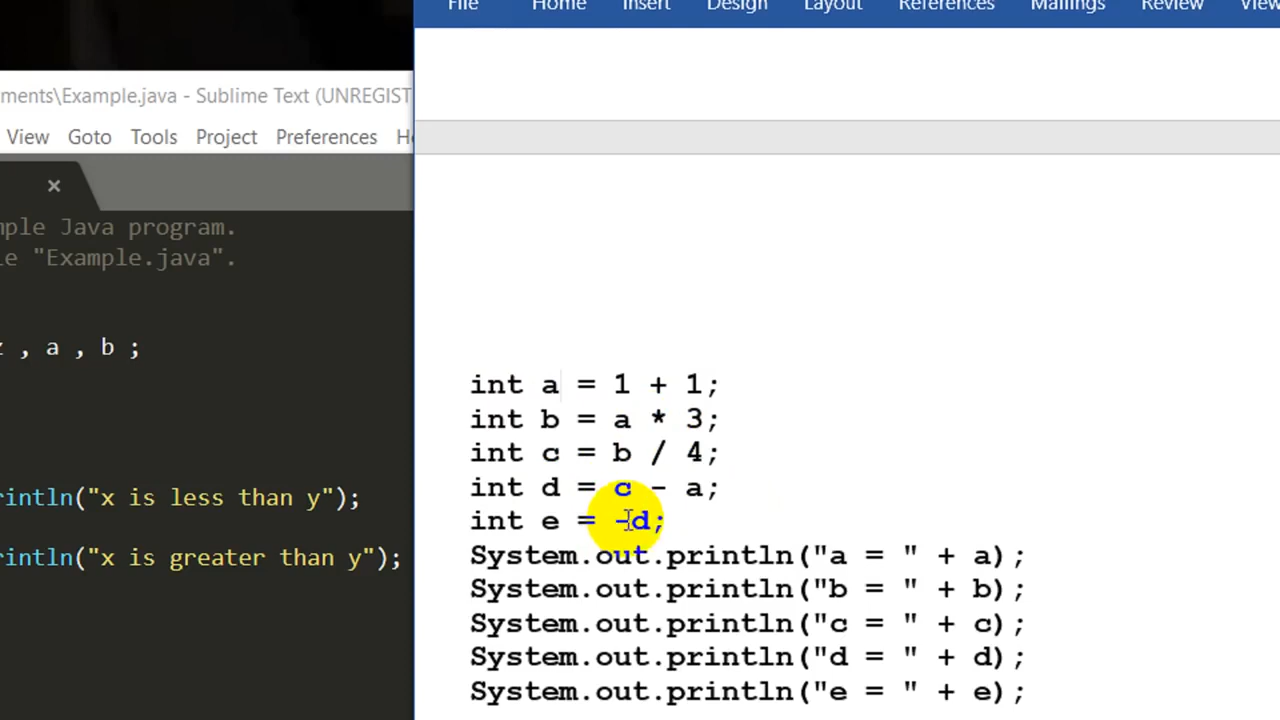 File Home Insert Design Layout References Mailings Review View
ments\Example.java - Sublime Text (UNREGIST
View Goto Tools Project Preferences He
mple Java program.
le "Example.java".
z , a , b ;
rintln("x is less than y");
rintln("x is greater than y");
int a = 1 + 1;
int b = a * 3;
int c = b / 4;
int d = c - a;
int e = -d;
System.out.println("a = " + a);
System.out.println("b = " + b);
System.out.println("c = " + c);
System.out.println("d = " + d);
System.out.println("e = " + e);